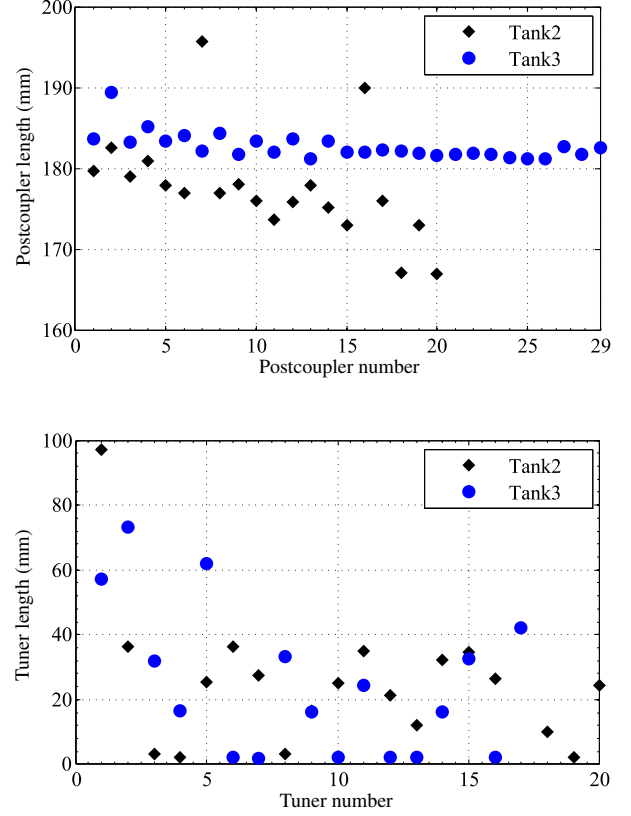 200
190
180
170
160
Postcoupler length (mm)
Tank2
Tank3
0 5 10 15 20 25 29
Postcoupler number
100
80
60
40
20
0
Tuner length (mm)
Tank2
Tank3
0 5 10 15 20
Tuner number